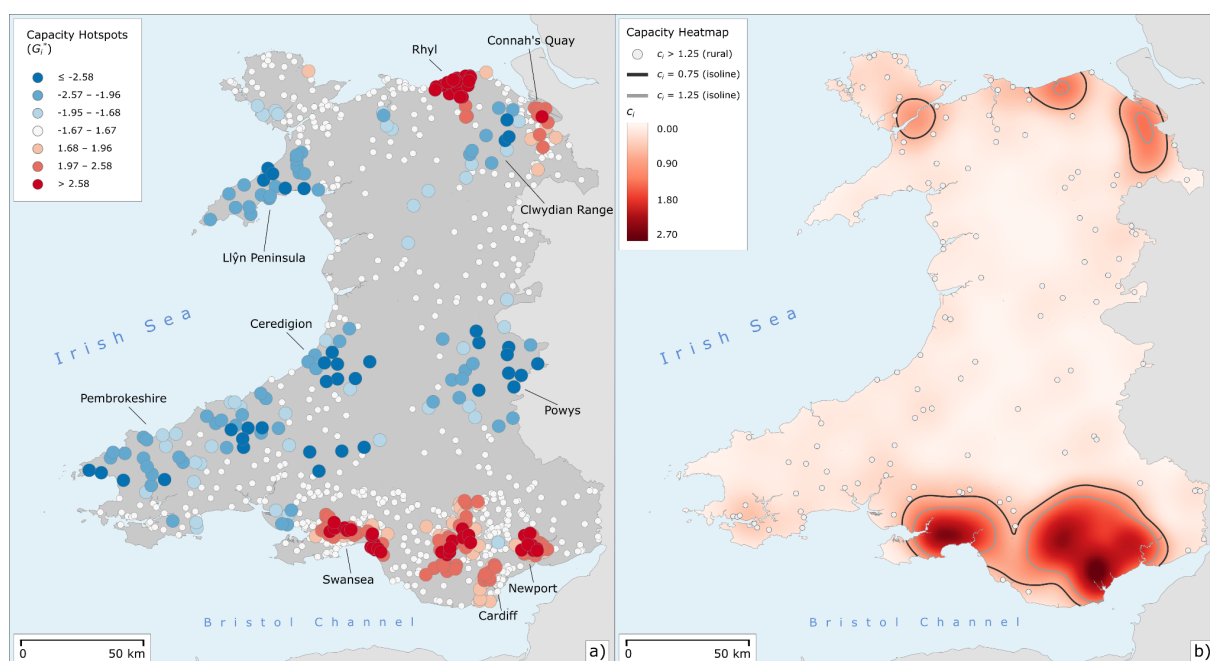 Capacity Hotspots
(Gi*)
≤ -2.58
-2.57 – -1.96
-1.95 – -1.68
-1.67 – 1.67
1.68 – 1.96
1.97 – 2.58
> 2.58
Rhyl
Connah's Quay
Clwydian Range
Llŷn Peninsula
Irish Sea
Ceredigion
Pembrokeshire
Powys
Swansea
Newport
Cardiff
Bristol Channel
0 50 km
a)
Capacity Heatmap
ci > 1.25 (rural)
ci = 0.75 (isoline)
ci = 1.25 (isoline)
ci
0.00
0.90
1.80
2.70
Irish Sea
Bristol Channel
0 50 km
b)